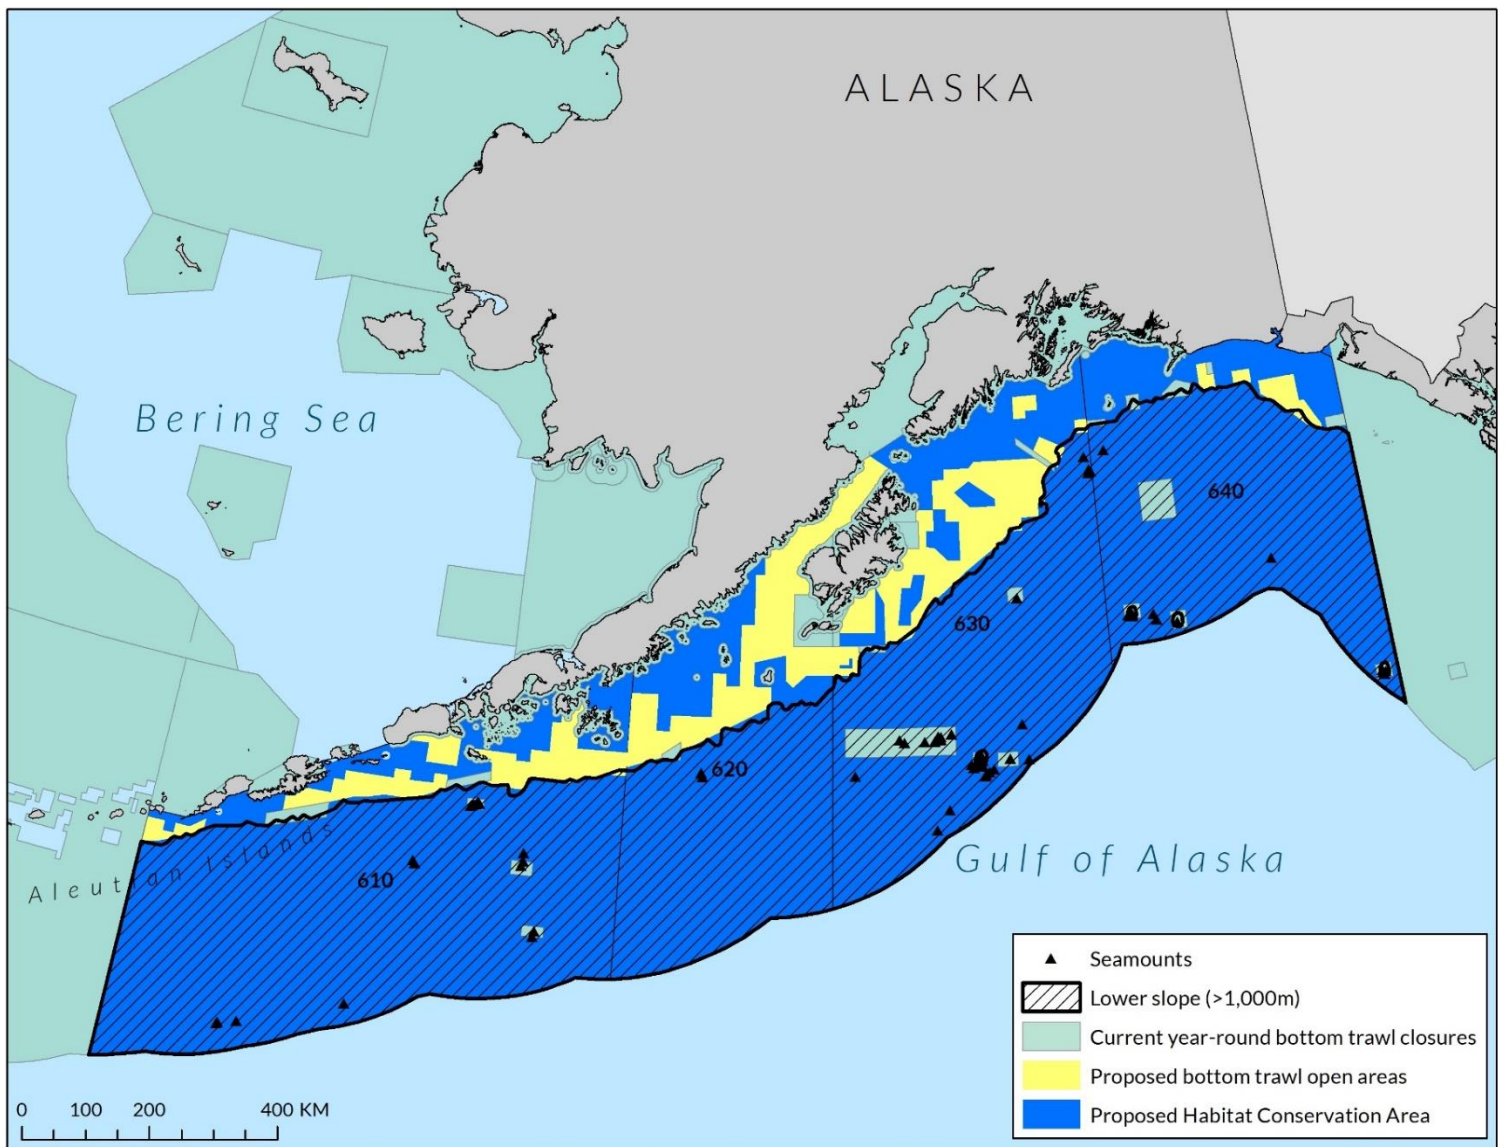 ALASKA
Bering Sea
640
630
620
Gulf of Alaska
610
Aleutian Islands
Seamounts
Lower slope (>1,000m)
Current year-round bottom trawl closures
Proposed bottom trawl open areas
Proposed Habitat Conservation Area
0 100 200 400 KM